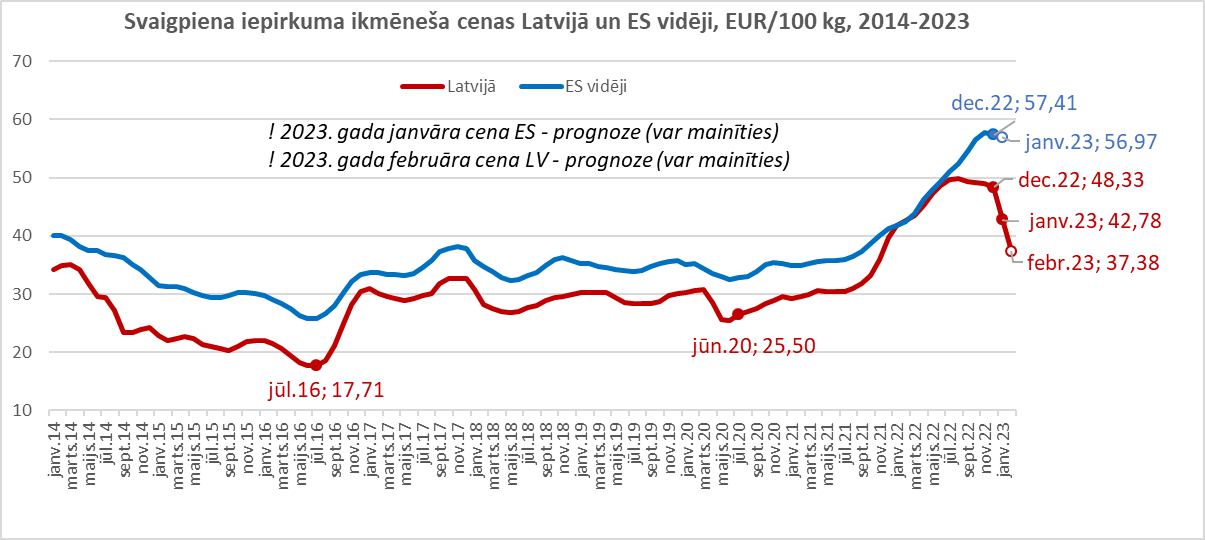 Svaigpiena iepirkuma ikmēneša cenas Latvijā un ES vidēji, EUR/100 kg, 2014-2023
70
60
50
40
30
20
10
Latvijā
ES vidēji
! 2023. gada janvāra cena ES - prognoze (var mainīties)
! 2023. gada februāra cena LV - prognoze (var mainīties)
dec.22; 57,41
janv.23; 56,97
dec.22; 48,33
janv.23; 42,78
febr.23; 37,38
jūn.20; 25,50
jūl.16; 17,71
janv.14
marts.14
maijs.14
jūl.14
sept.14
nov.14
janv.15
marts.15
maijs.15
jūl.15
sept.15
nov.15
janv.16
marts.16
maijs.16
jūl.16
sept.16
nov.16
janv.17
marts.17
maijs.17
jūl.17
sept.17
nov.17
janv.18
marts.18
maijs.18
jūl.18
sept.18
nov.18
janv.19
marts.19
maijs.19
jūl.19
sept.19
nov.19
janv.20
marts.20
maijs.20
jūl.20
sept.20
nov.20
janv.21
marts.21
maijs.21
jūl.21
sept.21
nov.21
janv.22
marts.22
maijs.22
jūl.22
sept.22
nov.22
janv.23